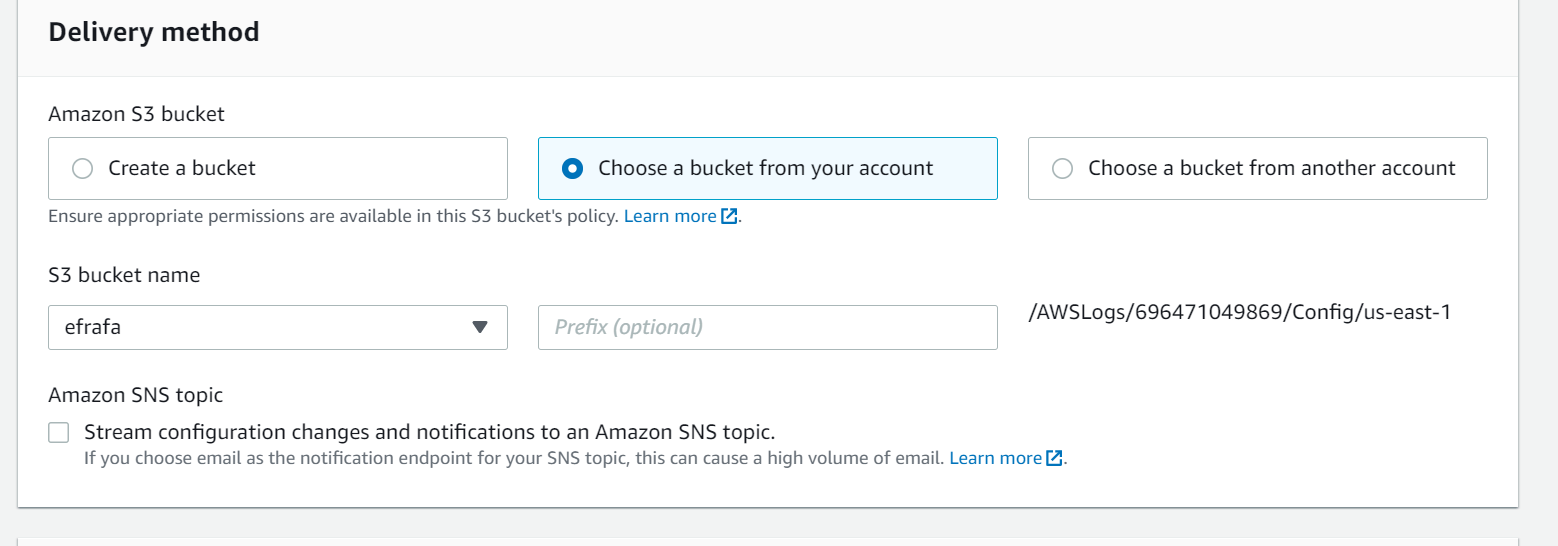 Delivery method
Amazon S3 bucket
Create a bucket
Choose a bucket from your account
Choose a bucket from another account
Ensure appropriate permissions are available in this S3 bucket's policy. Learn more.
S3 bucket name
efrafa
Prefix (optional)
/AWSLogs/696471049869/Config/us-east-1
Amazon SNS topic
Stream configuration changes and notifications to an Amazon SNS topic.
If you choose email as the notification endpoint for your SNS topic, this can cause a high volume of email. Learn more.